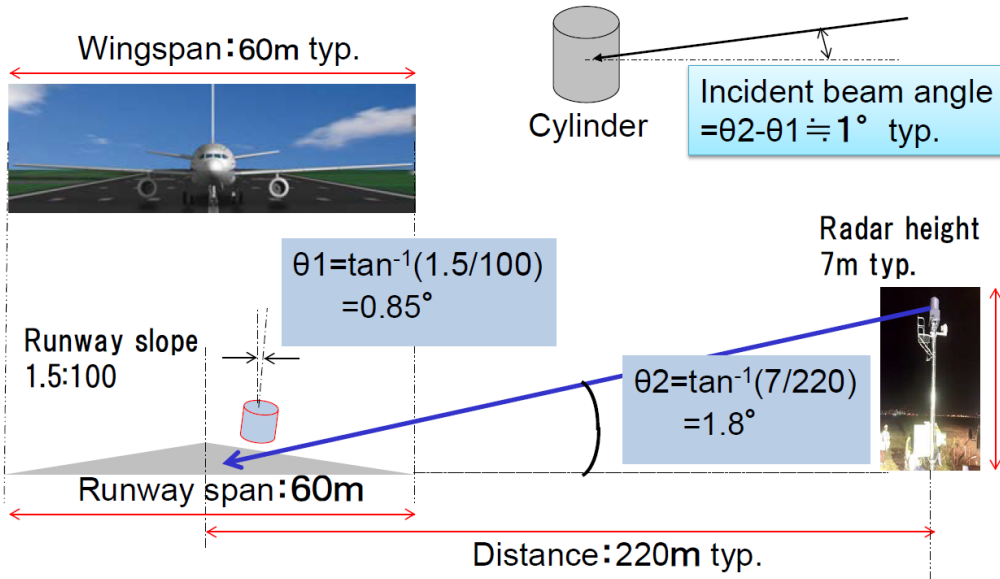 Wingspan:60m typ.
Cylinder
Incident beam angle
=θ2-θ1≒1° typ.
Radar height
7m typ.
θ1=tan⁻¹(1.5/100)
=0.85°
Runway slope
1.5:100
θ2=tan⁻¹(7/220)
=1.8°
Runway span:60m
Distance:220m typ.